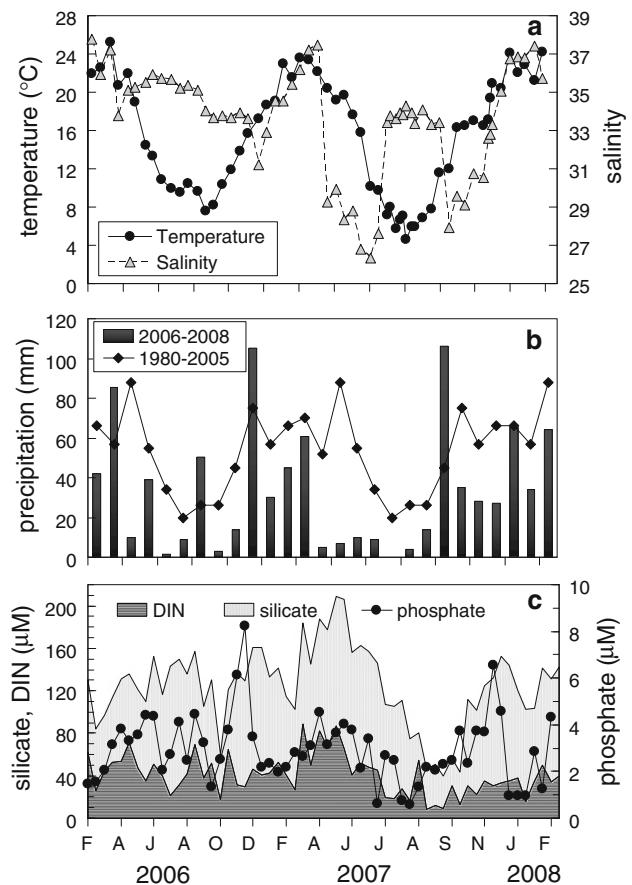 a
temperature (°C)
28
24
20
16
12
8
4
0
Temperature
Salinity
39
37
35
33
31
29
27
25
salinity
b
precipitation (mm)
120
100
80
60
40
20
0
2006-2008
1980-2005
c
silicate, DIN (μM)
200
160
120
80
40
0
DIN silicate phosphate
10
8
6
4
2
0
phosphate (μM)
F A J A O D F A J A O N J F
2006 2007 2008